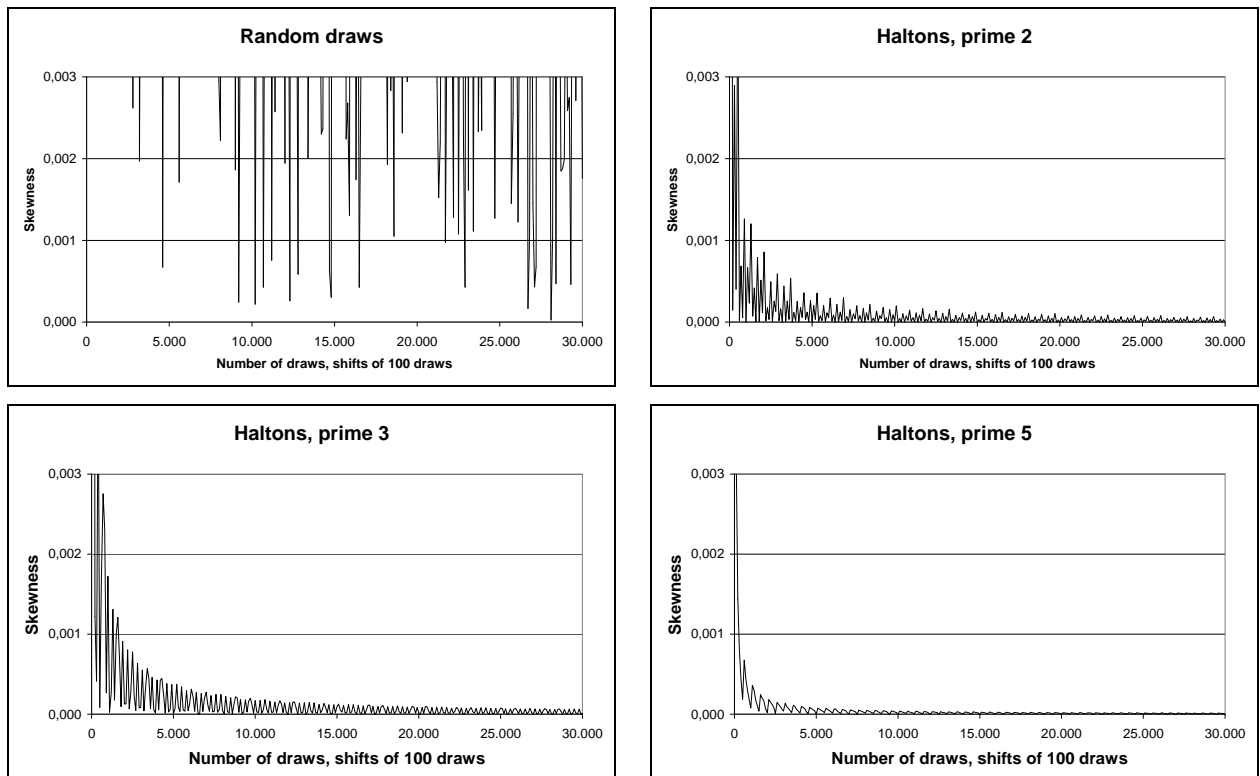 Random draws
0,003
0,002
0,001
0,000
Skewness
0 5.000 10.000 15.000 20.000 25.000 30.000
Number of draws, shifts of 100 draws
Haltons, prime 2
0,003
0,002
0,001
0,000
Skewness
0 5.000 10.000 15.000 20.000 25.000 30.000
Number of draws, shifts of 100 draws
Haltons, prime 3
0,003
0,002
0,001
0,000
Skewness
0 5.000 10.000 15.000 20.000 25.000 30.000
Number of draws, shifts of 100 draws
Haltons, prime 5
0,003
0,002
0,001
0,000
Skewness
0 5.000 10.000 15.000 20.000 25.000 30.000
Number of draws, shifts of 100 draws